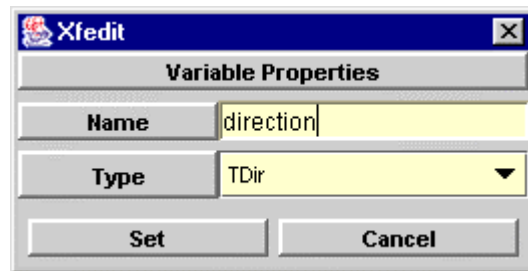 Xfedit
Variable Properties
Name direction
Type TDir
Set Cancel